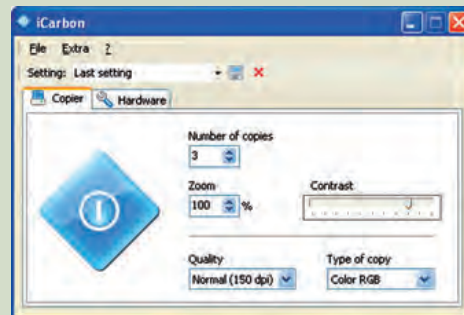 iCarbon
File Extra ?
Setting: Last setting
Copier Hardware
Number of copies
3
Zoom Contrast
100 %
Quality Type of copy
Normal (150 dpi) Color RGB